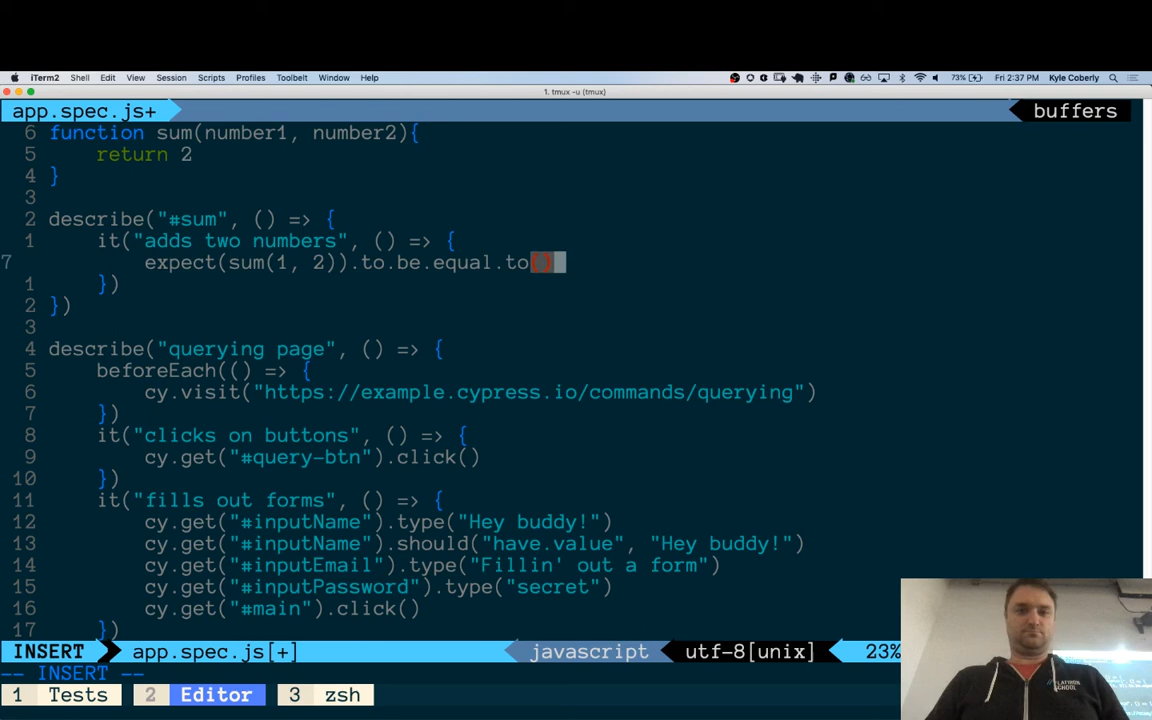 iTerm2 Shell Edit View Session Scripts Profiles Toolbelt Window Help 73% Fri 2:37 PM Kyle Coberly
1. tmux -u (tmux)
app.spec.js+ buffers
6 function sum(number1, number2){
5 return 2
4 }
3
2 describe("#sum", () => {
1 it("adds two numbers", () => {
7 expect(sum(1, 2)).to.be.equal.to()
1 })
2 })
3
4 describe("querying page", () => {
5 beforeEach(() => {
6 cy.visit("https://example.cypress.io/commands/querying")
7 })
8 it("clicks on buttons", () => {
9 cy.get("#query-btn").click()
10 })
11 it("fills out forms", () => {
12 cy.get("#inputName").type("Hey buddy!")
13 cy.get("#inputName").should("have.value", "Hey buddy!")
14 cy.get("#inputEmail").type("Fillin' out a form")
15 cy.get("#inputPassword").type("secret")
16 cy.get("#main").click()
17 })
INSERT app.spec.js[+] javascript utf-8[unix] 23%
-- INSERT --
1 Tests 2 Editor 3 zsh
FLATIRON
SCHOOL